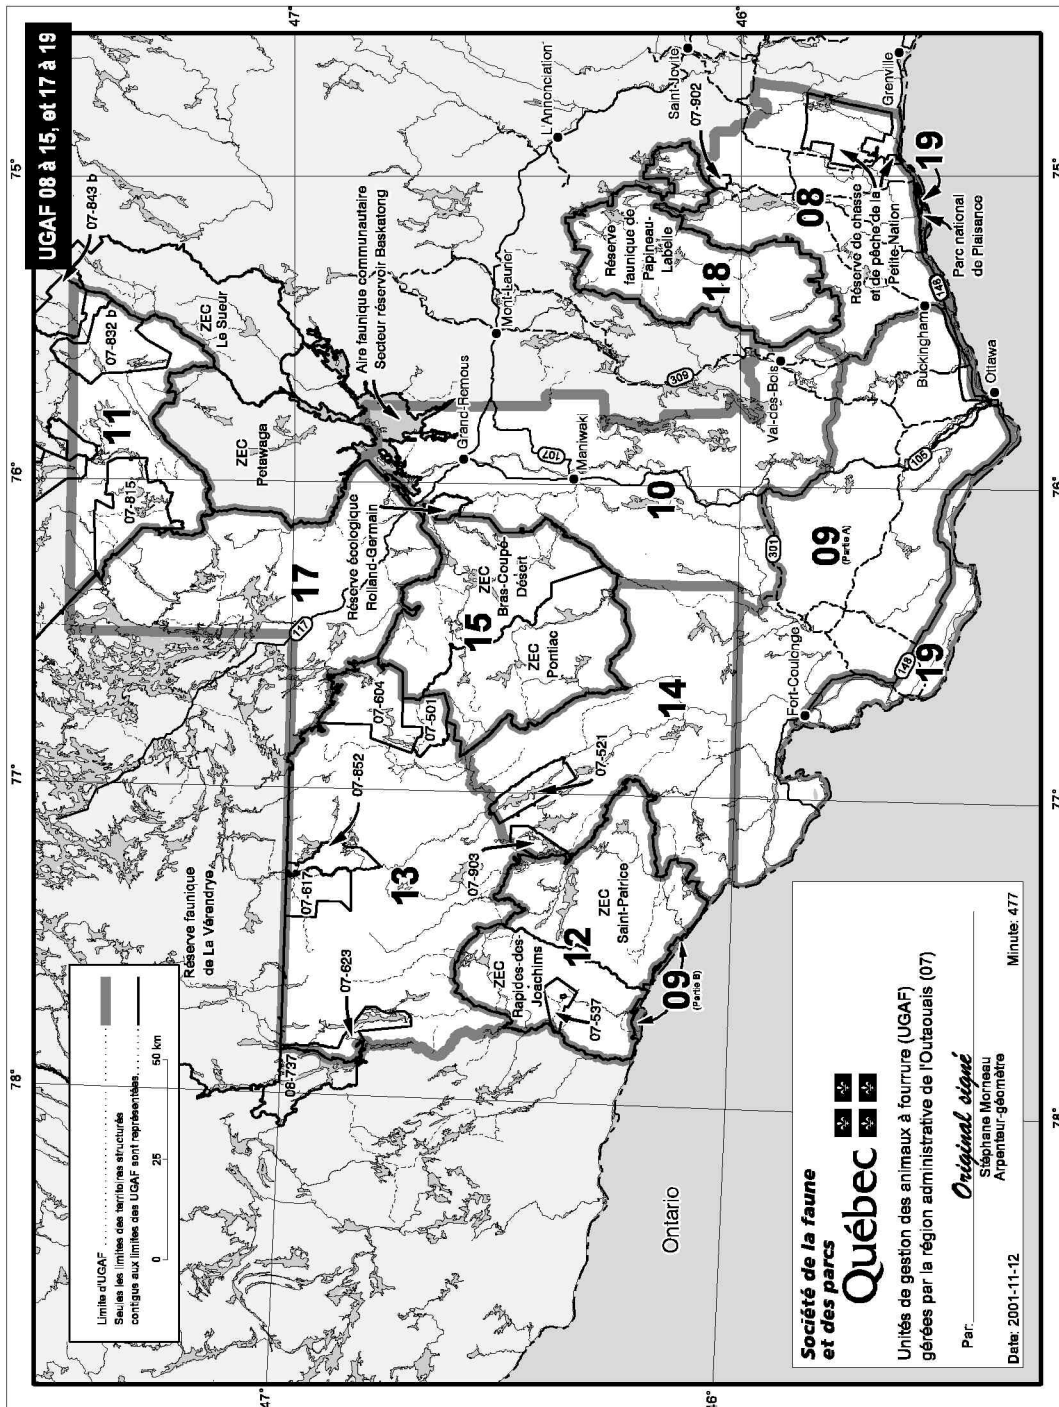 UGAF 08 à 15, et 17 à 19
Limite d'UGAF
Seules les limites des territoires structurés
contigus aux limites des UGAF sont représentées.
0 25 50 km
78°
77°
76°
75°
47°
47°
46°
46°
78°
77°
76°
75°
Réserve faunique
de La Vérendrye
08-737
07-623
07-617
07-852
13
07-604
07-501
117
17
07-815
11
07-892 b
07-843 b
ZEC
Petawaga
ZEC
Le Sueur
Aire faunique communautaire
Secteur réservoir Baskatong
Réserve écologique
Rolland-Germain
Grand-Remous
Mont-Laurier
L'Annonciation
ZEC
Rapides-des-
Joachims
07-537
12
ZEC
Saint-Patrice
07-903
07-521
14
15
ZEC
Pontiac
ZEC
Bras-Coupé-
Désert
107
Maniwaki
10
309
Val-des-Bois
18
Réserve
faunique de
Papineau-
Labelle
07-902
Saint-Jovite
08
Réserve de chasse
et de pêche de la
Petite-Nation
Grenville
19
Parc national
de Plaisance
148
Buckingham
Ottawa
105
301
09
(Partie A)
Fort-Coulonge
148
19
09
(Partie B)
Ontario
Société de la faune
et des parcs
Québec
Unités de gestion des animaux à fourrure (UGAF)
gérées par la région administrative de l'Outaouais (07)
Par: Original signé
Stéphane Morneau
Arpenteur-géomètre
Date: 2001-11-12 Minute: 477